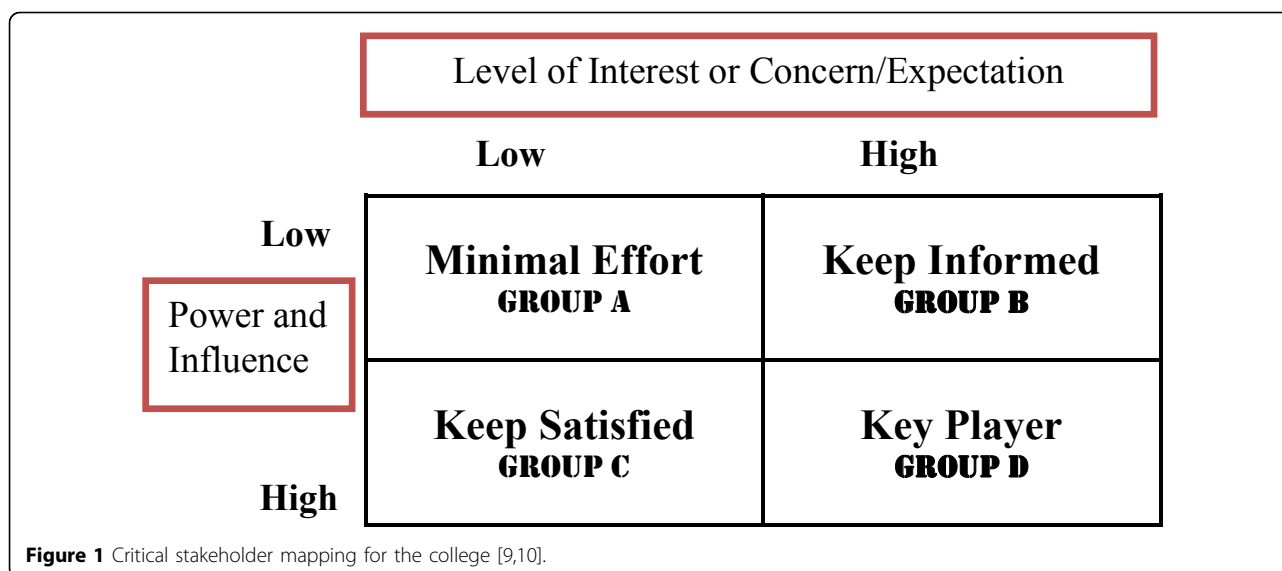 Level of Interest or Concern/Expectation
Low High
Low
Minimal Effort Keep Informed
GROUP A GROUP B
Power and
Influence
Keep Satisfied Key Player
GROUP C GROUP D
High
Figure 1 Critical stakeholder mapping for the college [9,10].